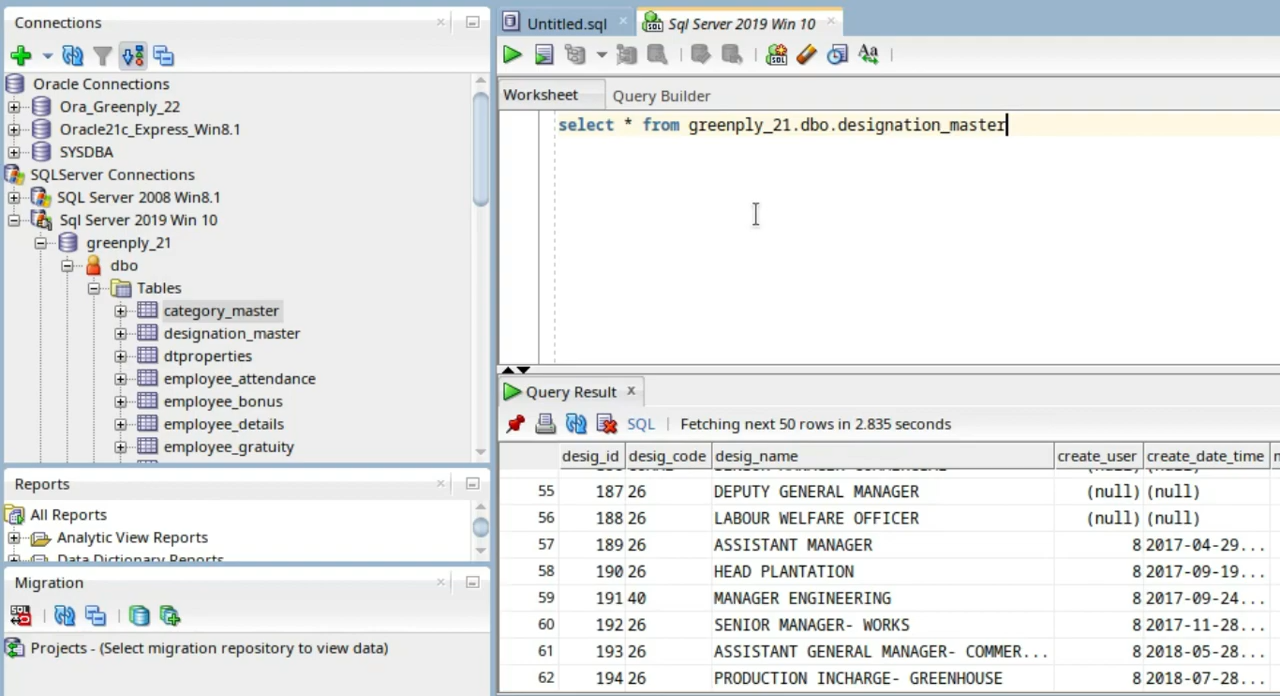 Connections
Oracle Connections
Ora_Greenply_22
Oracle21c_Express_Win8.1
SYSDBA
SQLServer Connections
SQL Server 2008 Win8.1
Sql Server 2019 Win 10
greenply_21
dbo
Tables
category_master
designation_master
dtproperties
employee_attendance
employee_bonus
employee_details
employee_gratuity
Reports
All Reports
Analytic View Reports
Data Dictionary Reports
Migration
Projects - (Select migration repository to view data)
Untitled.sql
Sql Server 2019 Win 10
Worksheet
Query Builder
select * from greenply_21.dbo.designation_master
Query Result
SQL | Fetching next 50 rows in 2.835 seconds
desig_id desig_code desig_name create_user create_date_time
55 187 26 DEPUTY GENERAL MANAGER (null) (null)
56 188 26 LABOUR WELFARE OFFICER (null) (null)
57 189 26 ASSISTANT MANAGER 8 2017-04-29...
58 190 26 HEAD PLANTATION 8 2017-09-19...
59 191 40 MANAGER ENGINEERING 8 2017-09-24...
60 192 26 SENIOR MANAGER- WORKS 8 2017-11-28...
61 193 26 ASSISTANT GENERAL MANAGER- COMMER... 8 2018-05-28...
62 194 26 PRODUCTION INCHARGE- GREENHOUSE 8 2018-07-28...